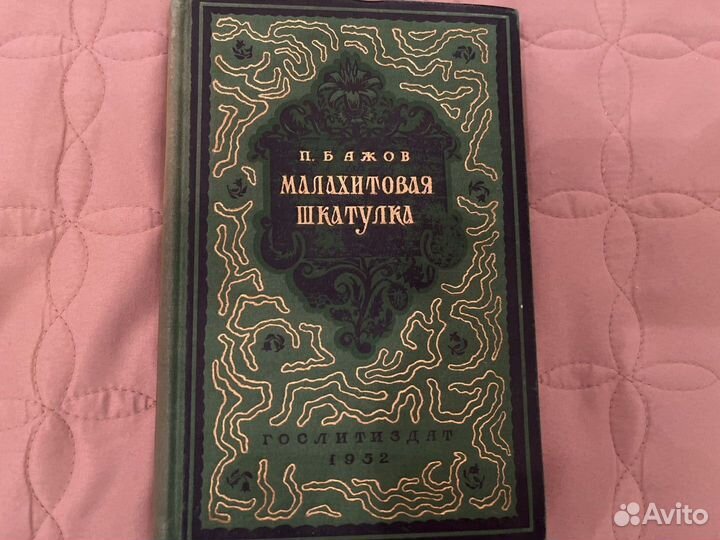 П. БАЖОВ
МАЛАХИТОВАЯ
ШКАТУЛКА
ГОСЛИТИЗДАТ
1952
Avito